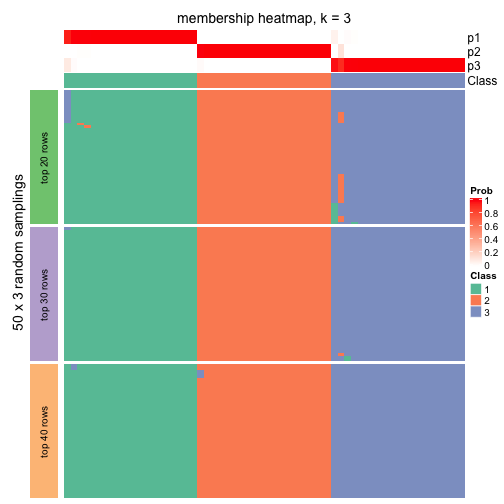 membership heatmap, k = 3
p1
p2
p3
Class
50 x 3 random samplings
top 20 rows
top 30 rows
top 40 rows
Prob
1
0.8
0.6
0.4
0.2
0
Class
1
2
3